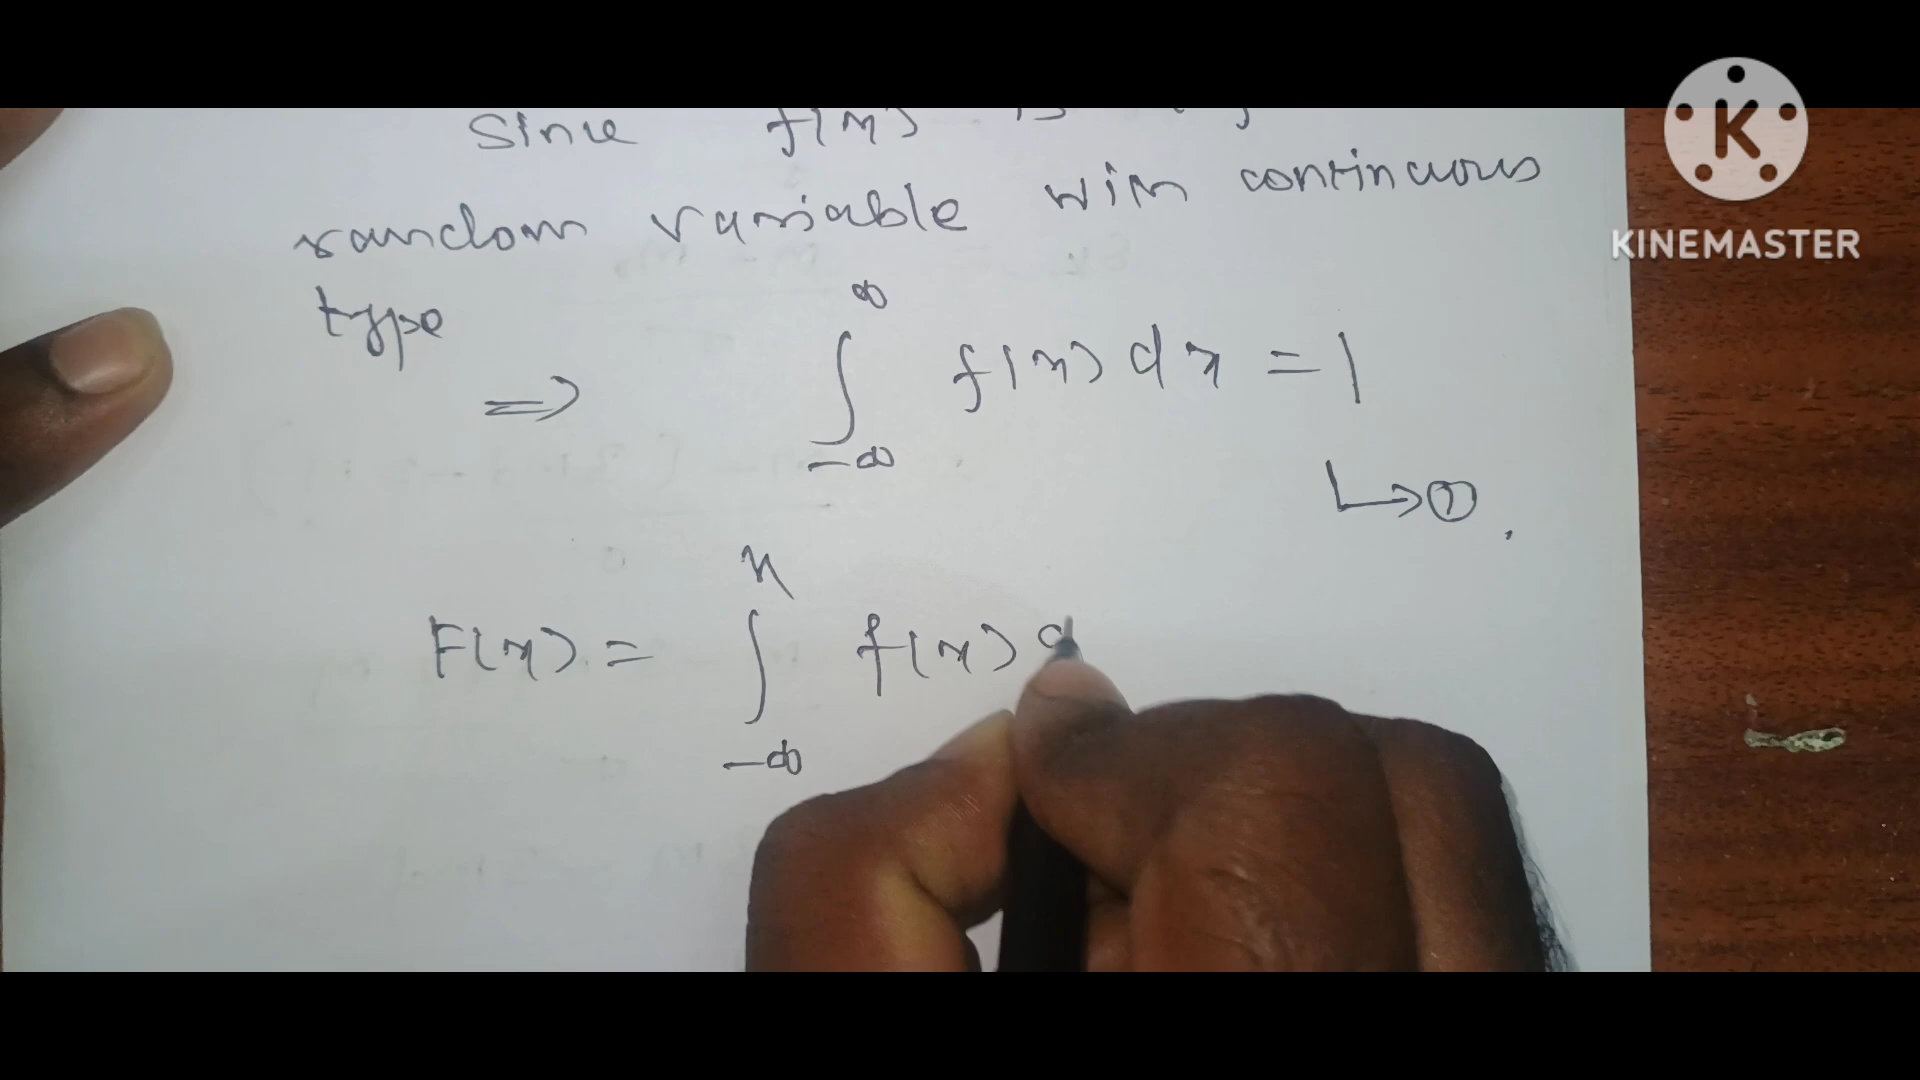 Since f(x) is
random variable with continuous
type
⇒ ∫_{-∞}^{∞} f(x) dx = 1
↳ ①
F(x) = ∫_{-∞}^{x} f(x) d
K
KINEMASTER